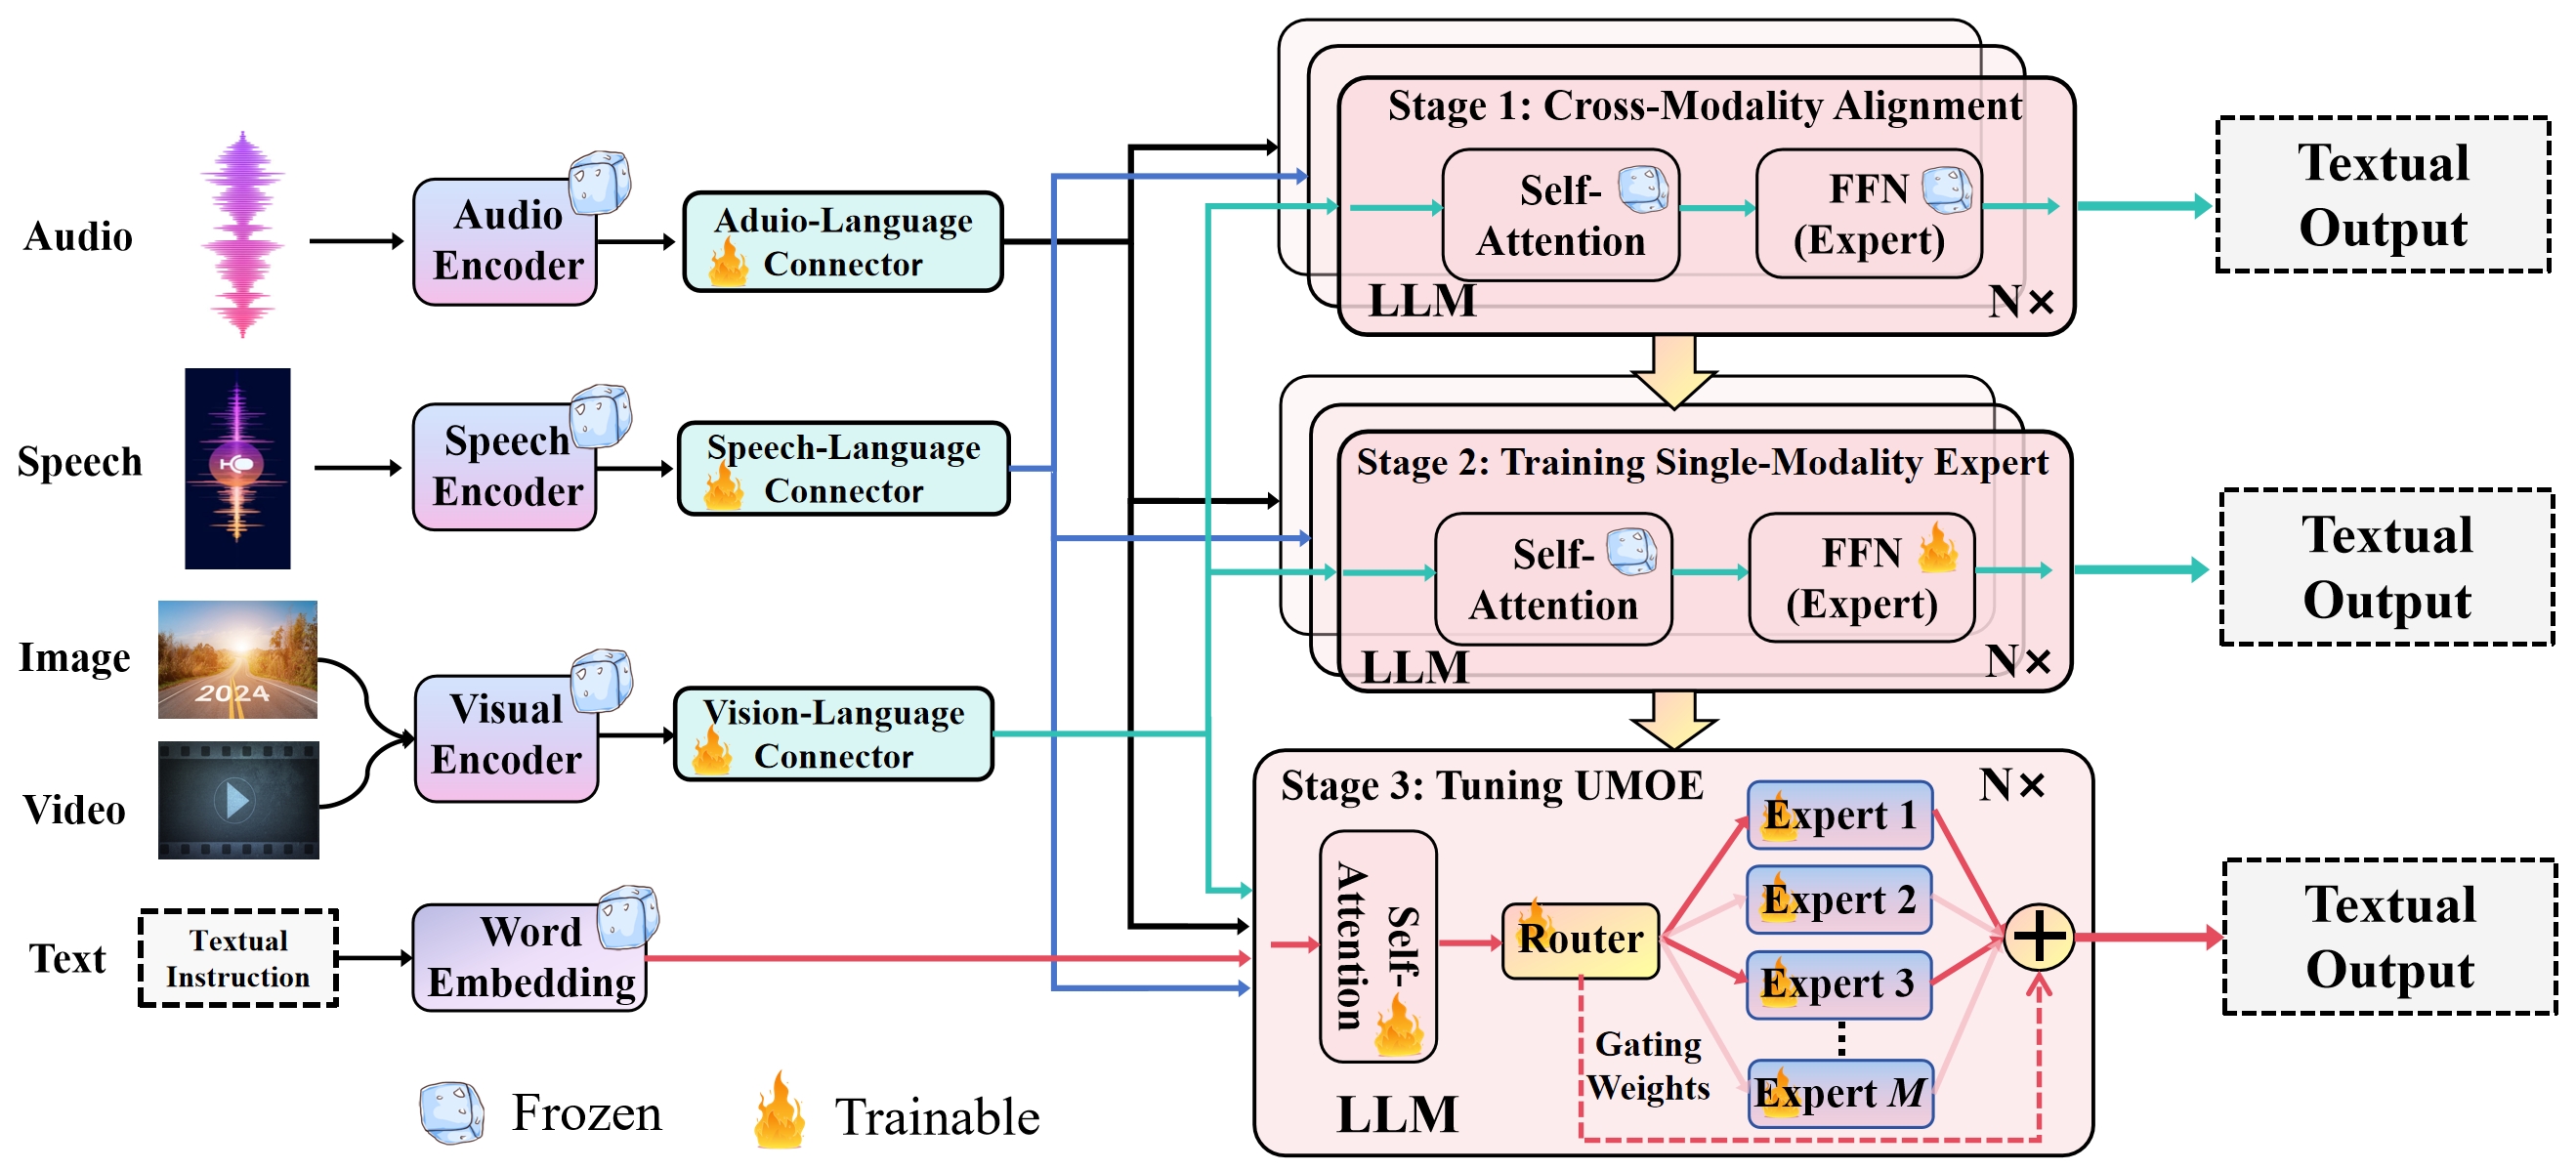 Audio
Audio
Encoder
Aduio-Language
Connector
Speech
Speech
Encoder
Speech-Language
Connector
Image
2024
Video
Visual
Encoder
Vision-Language
Connector
Text
Textual
Instruction
Word
Embedding
Frozen
Trainable
Stage 1: Cross-Modality Alignment
Self-
Attention
FFN
(Expert)
LLM
N×
Textual
Output
Stage 2: Training Single-Modality Expert
Self-
Attention
FFN
(Expert)
LLM
N×
Textual
Output
Stage 3: Tuning UMOE
N×
Self-
Attention
Router
Expert 1
Expert 2
Expert 3
Expert M
Gating
Weights
LLM
Textual
Output